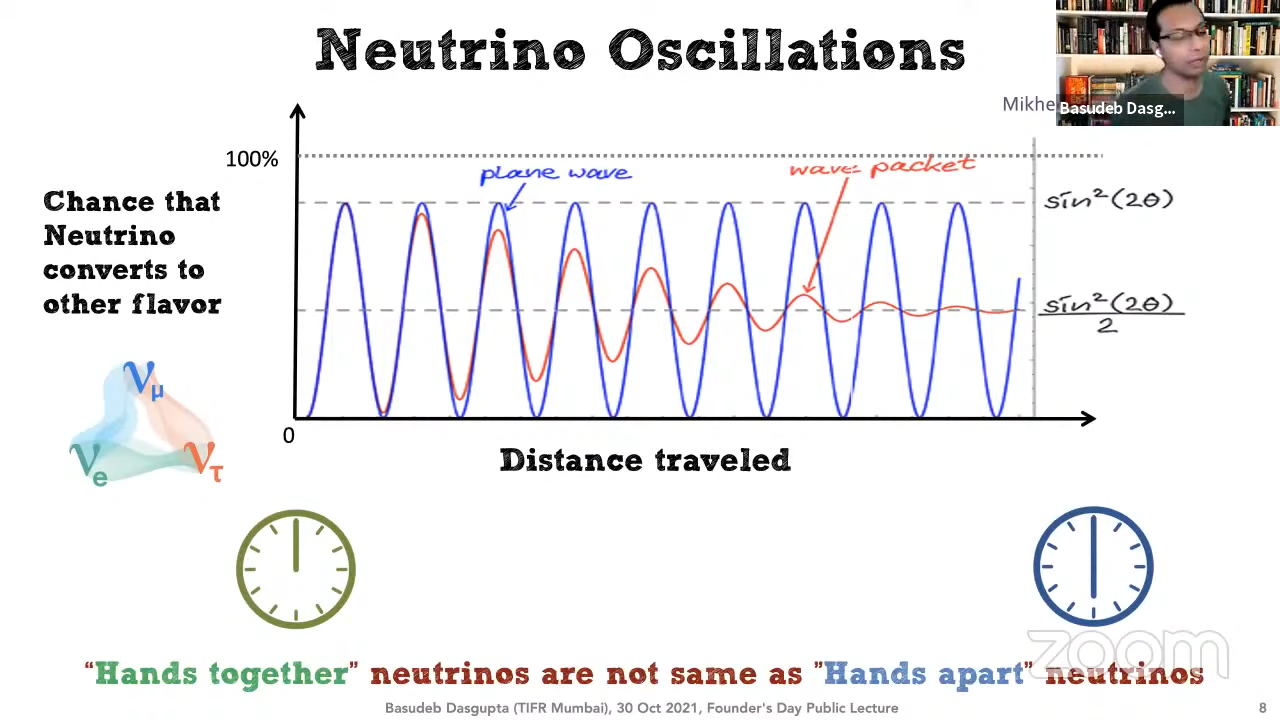 Neutrino Oscillations
Mikhe
Basudeb Dasg...
100%
plane wave
wave packet
sin²(2θ)
Chance that
Neutrino
converts to
other flavor
sin²(2θ)
2
νμ
νe
ντ
0
Distance traveled
zoom
“Hands together” neutrinos are not same as ”Hands apart” neutrinos
Basudeb Dasgupta (TIFR Mumbai), 30 Oct 2021, Founder's Day Public Lecture
8